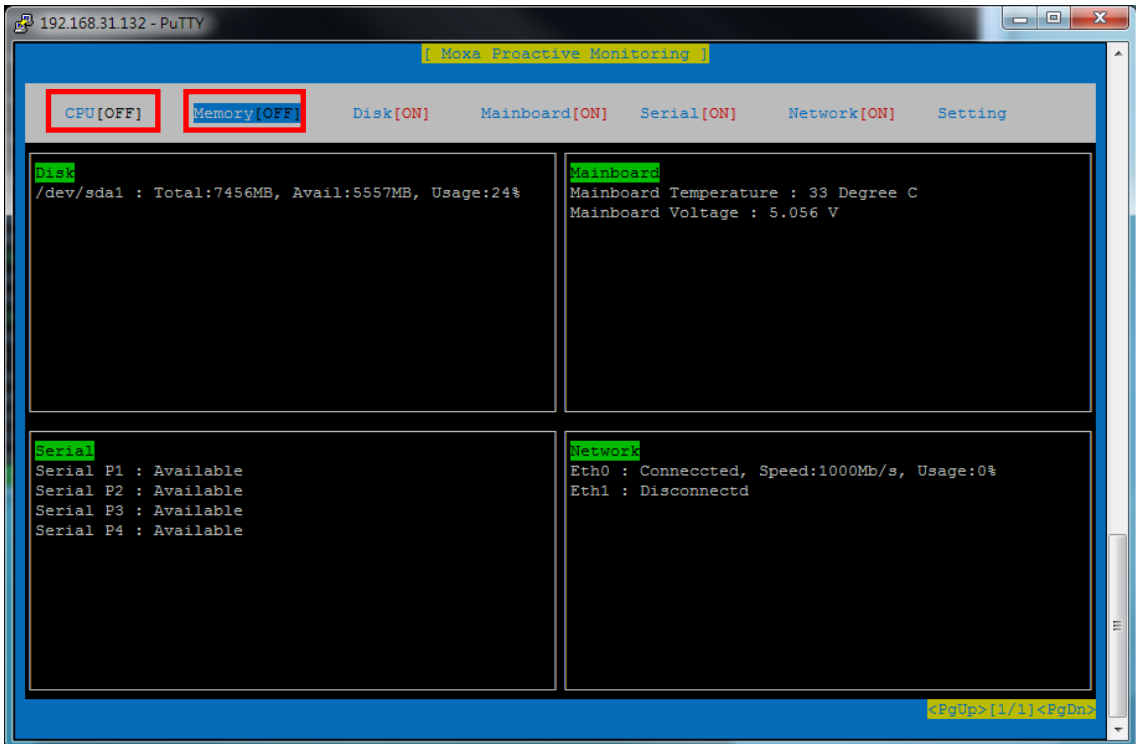 192.168.31.132 - PuTTY
[ Moxa Proactive Monitoring ]
CPU[OFF] Memory[OFF] Disk[ON] Mainboard[ON] Serial[ON] Network[ON] Setting
Disk
/dev/sda1 : Total:7456MB, Avail:5557MB, Usage:24%
Mainboard
Mainboard Temperature : 33 Degree C
Mainboard Voltage : 5.056 V
Serial
Serial P1 : Available
Serial P2 : Available
Serial P3 : Available
Serial P4 : Available
Network
Eth0 : Conneccted, Speed:1000Mb/s, Usage:0%
Eth1 : Disconnectd
<PgUp>[1/1]<PgDn>